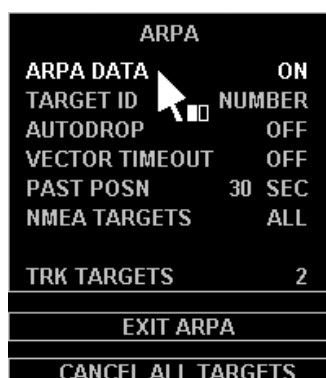 ARPA
ARPA DATA ON
TARGET ID NUMBER
AUTODROP OFF
VECTOR TIMEOUT OFF
PAST POSN 30 SEC
NMEA TARGETS ALL
TRK TARGETS 2
EXIT ARPA
CANCEL ALL TARGETS